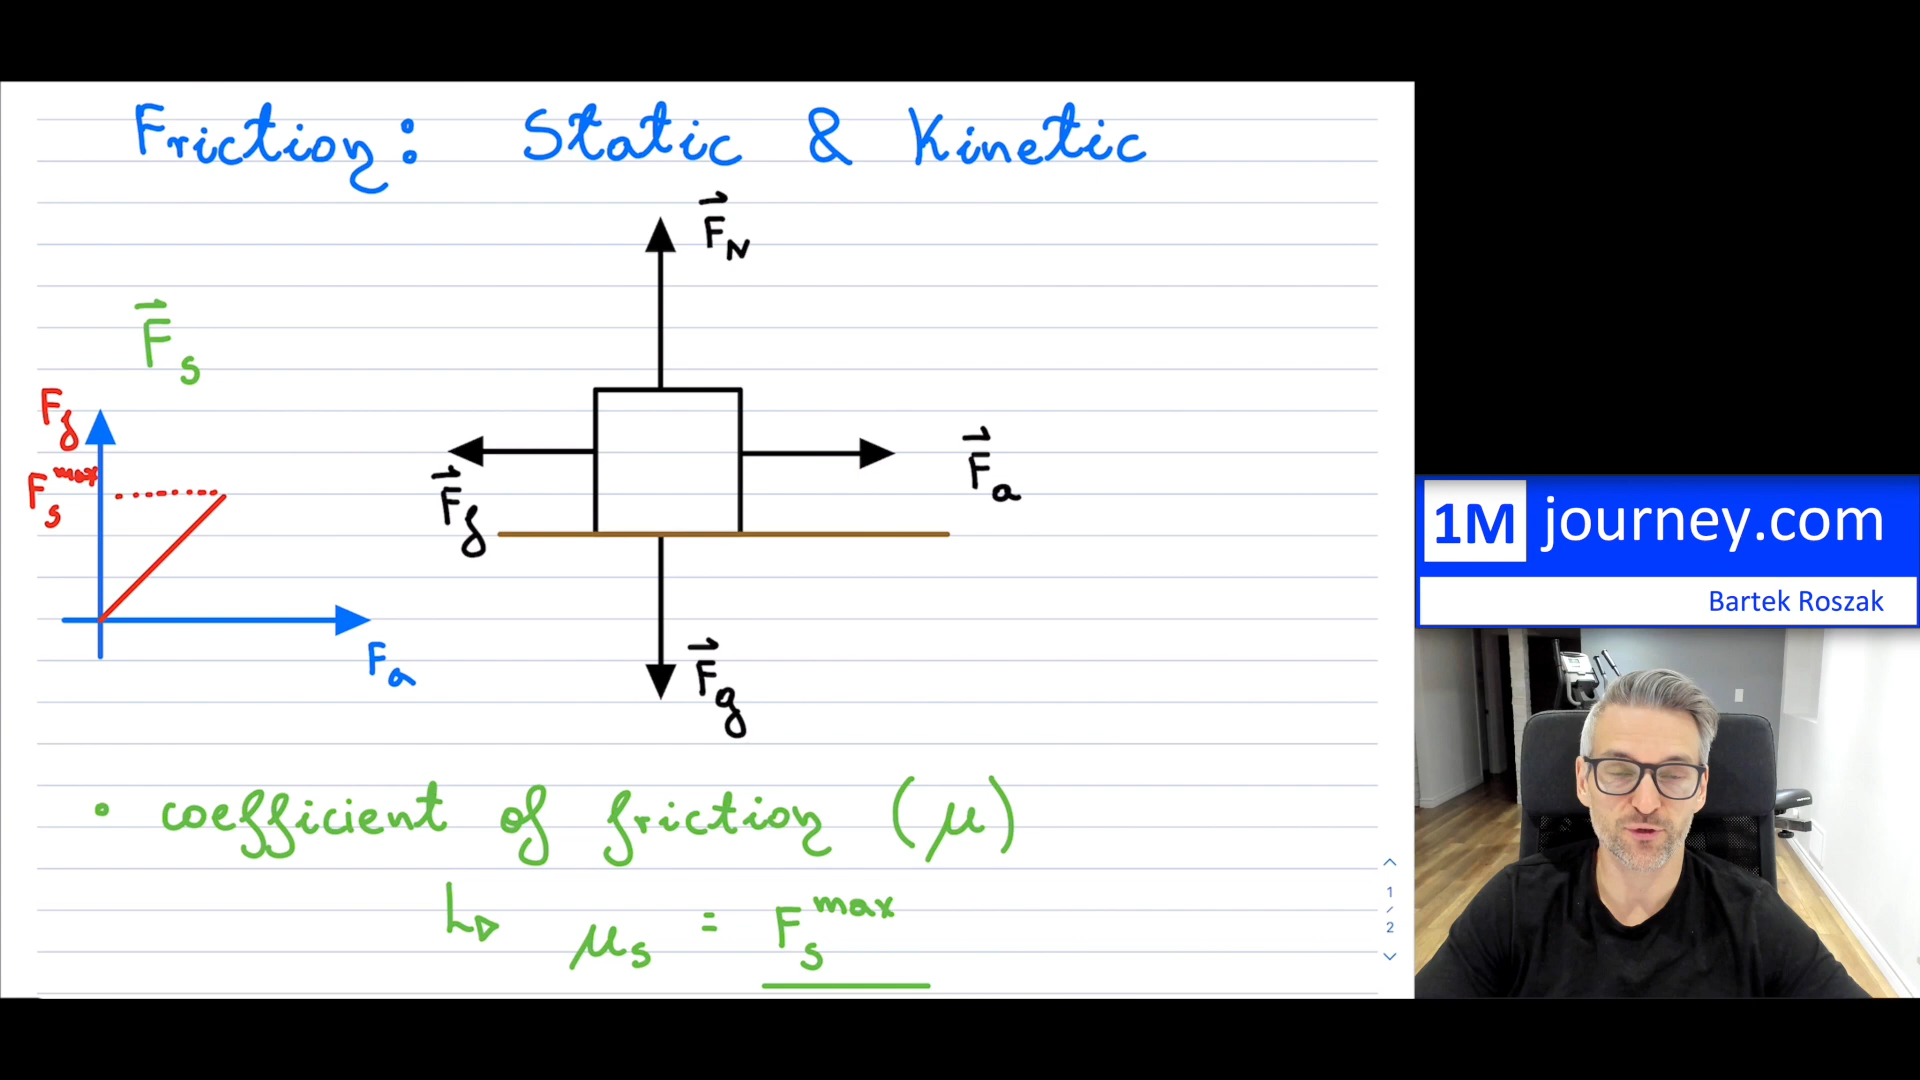 Friction: Static & Kinetic
F_N
F_s
F_f
F_s^max
F_f
F_a
F_a
F_g
• coefficient of friction (μ)
μ_s = F_s^max
1M journey.com
Bartek Roszak
1
/
2